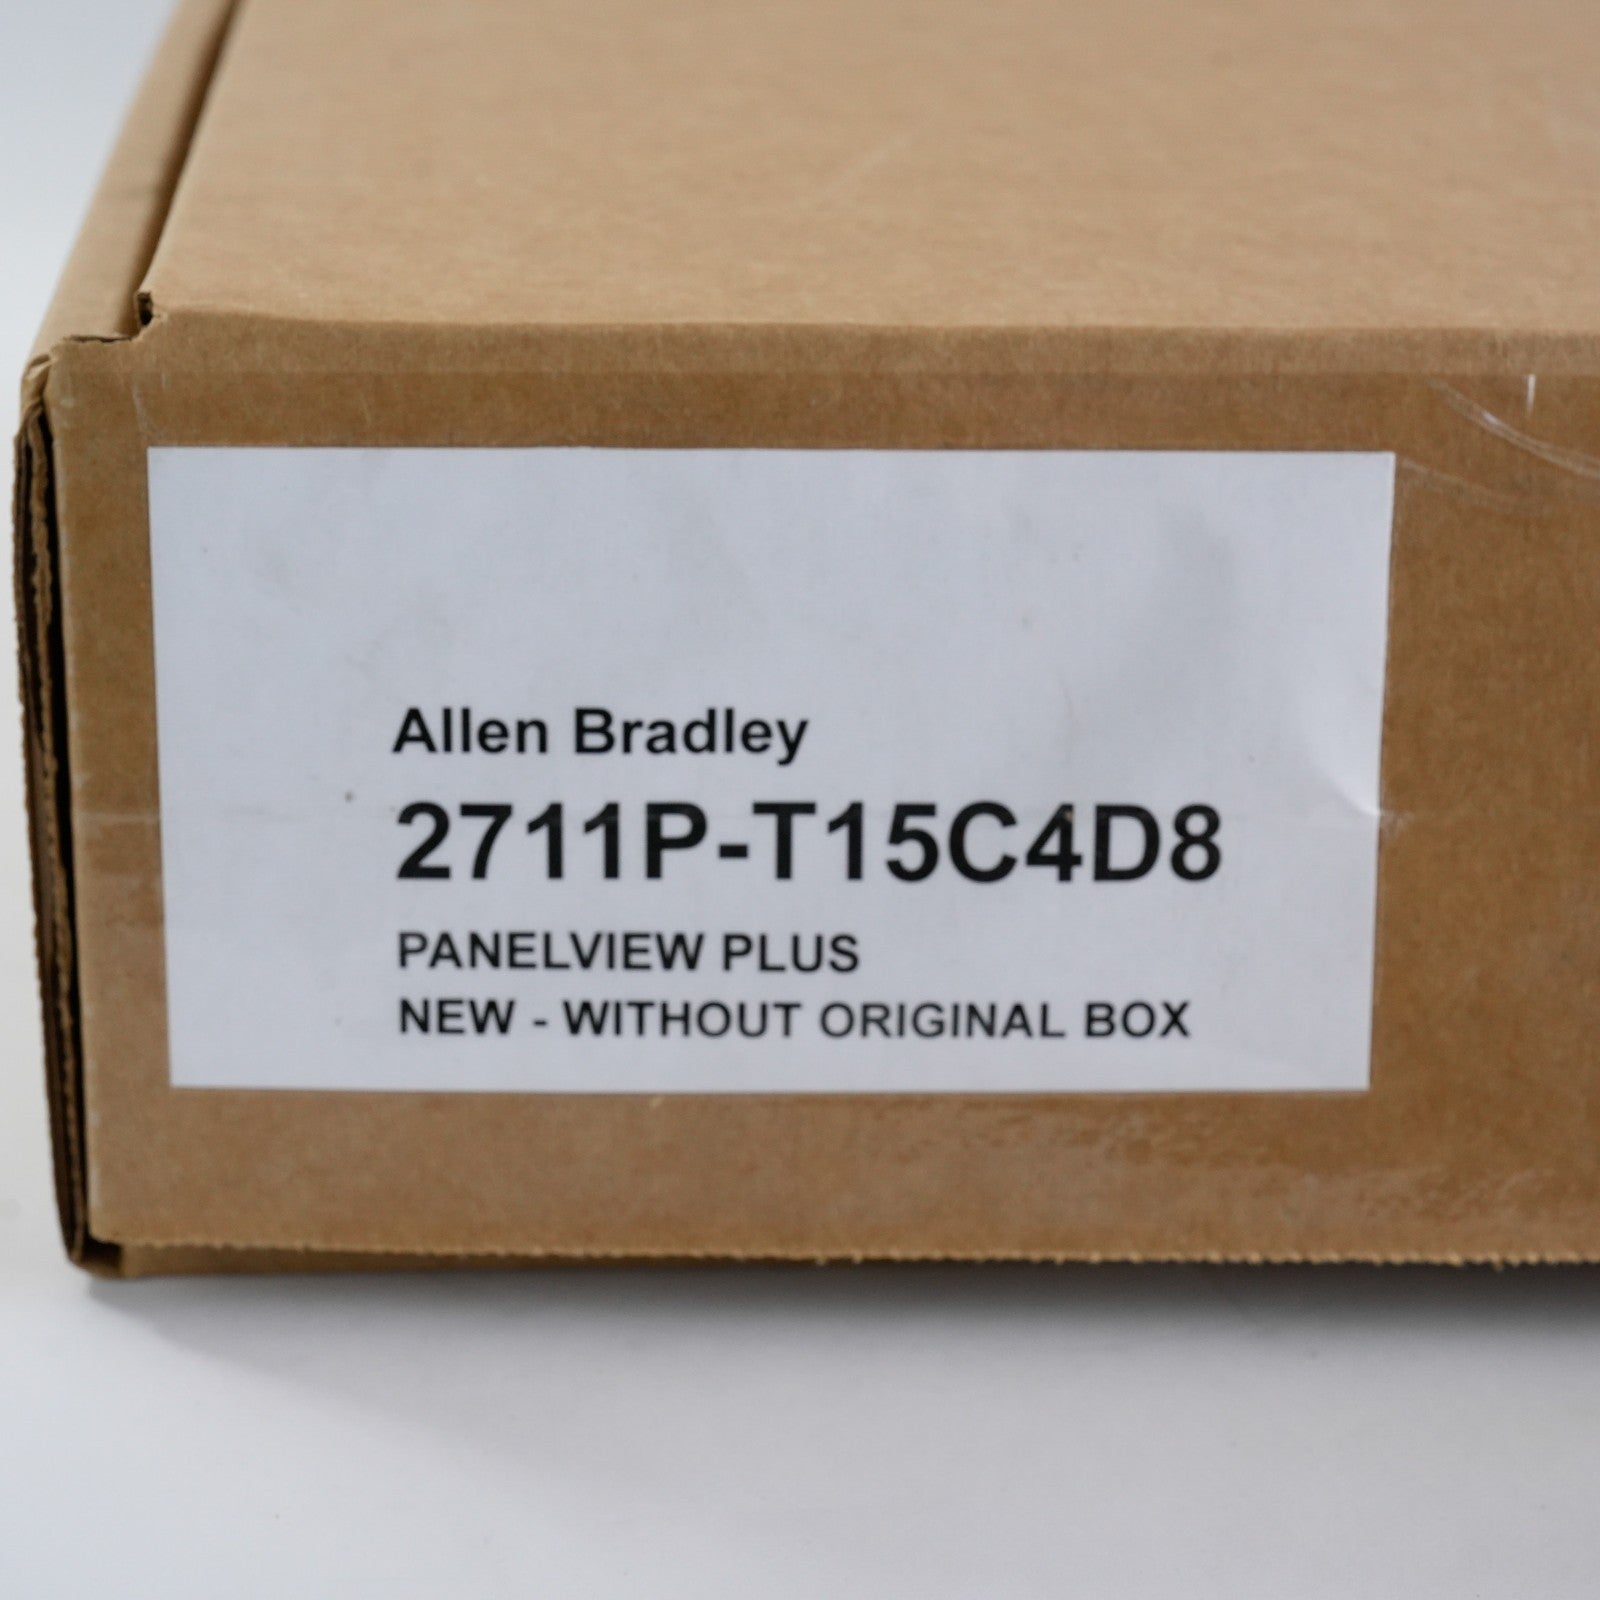 Allen Bradley
2711P-T15C4D8
PANELVIEW PLUS
NEW - WITHOUT ORIGINAL BOX